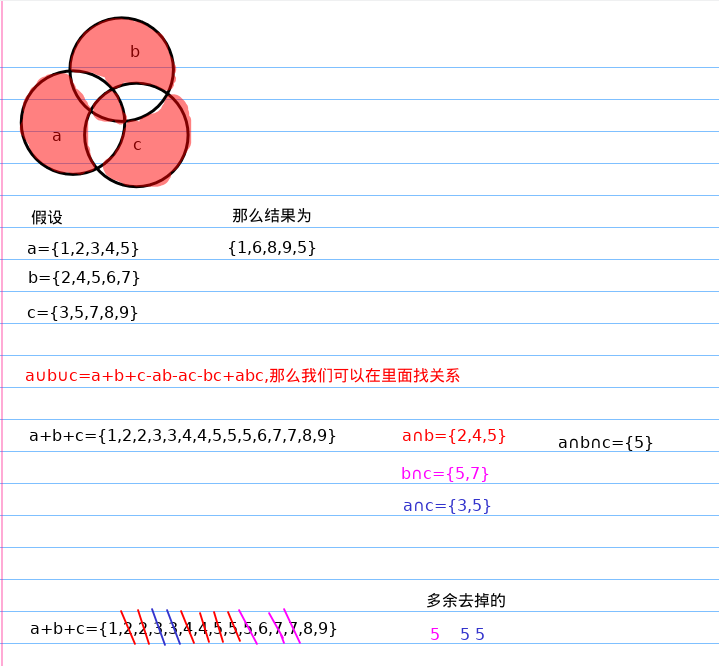 b
a
c
假设
那么结果为
a={1,2,3,4,5}
{1,6,8,9,5}
b={2,4,5,6,7}
c={3,5,7,8,9}
a∪b∪c=a+b+c-ab-ac-bc+abc,那么我们可以在里面找关系
a+b+c={1,2,2,3,3,4,4,5,5,5,6,7,7,8,9}
a∩b={2,4,5}
a∩b∩c={5}
b∩c={5,7}
a∩c={3,5}
多余去掉的
a+b+c={1,2,2,3,3,4,4,5,5,5,6,7,7,8,9}
5 5 5